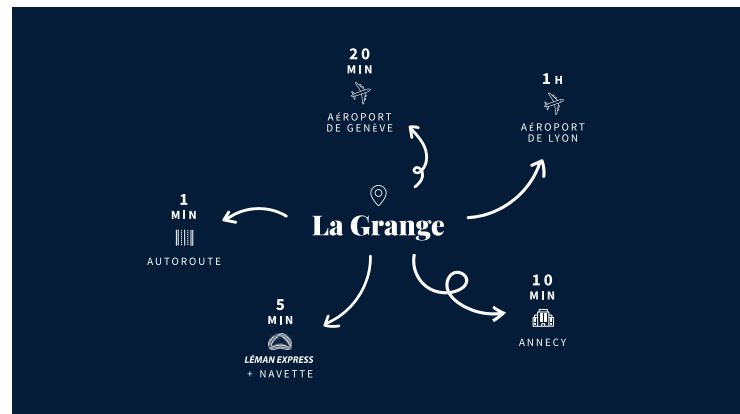 20
MIN
AÉROPORT
DE GENÈVE
1 H
AÉROPORT
DE LYON
1
MIN
AUTOROUTE
La Grange
5
MIN
LÉMAN EXPRESS
+ NAVETTE
10
MIN
ANNECY